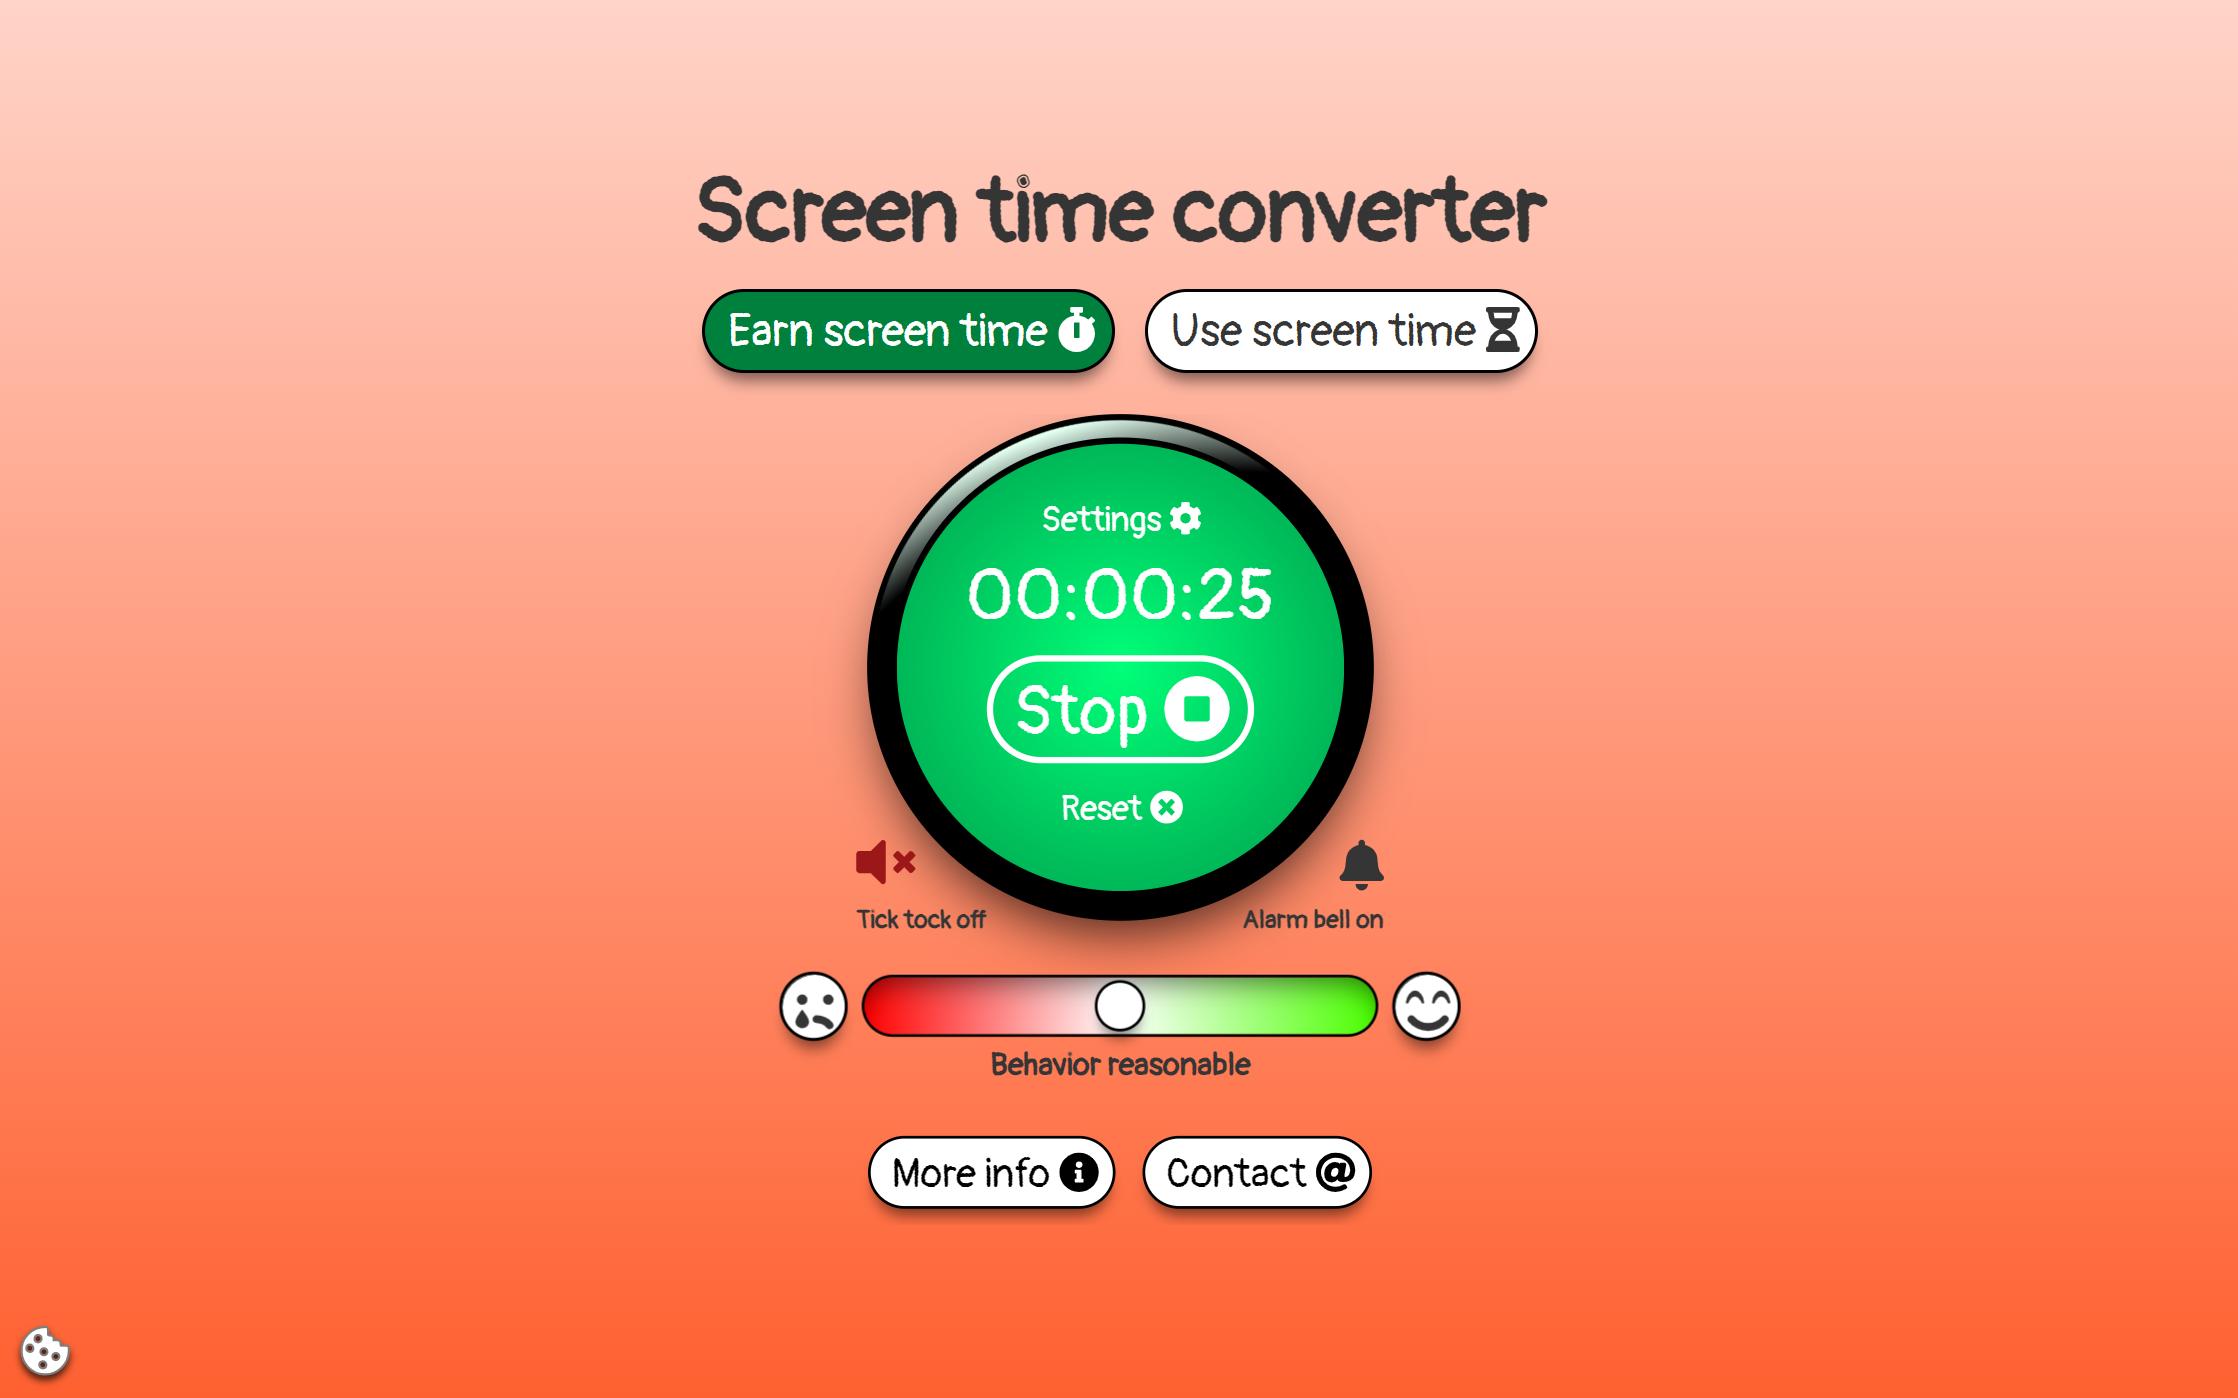 Screen time converter
Earn screen time
Use screen time
Settings
00:00:25
Stop
Reset
Tick tock off
Alarm bell on
Behavior reasonable
More info
Contact @